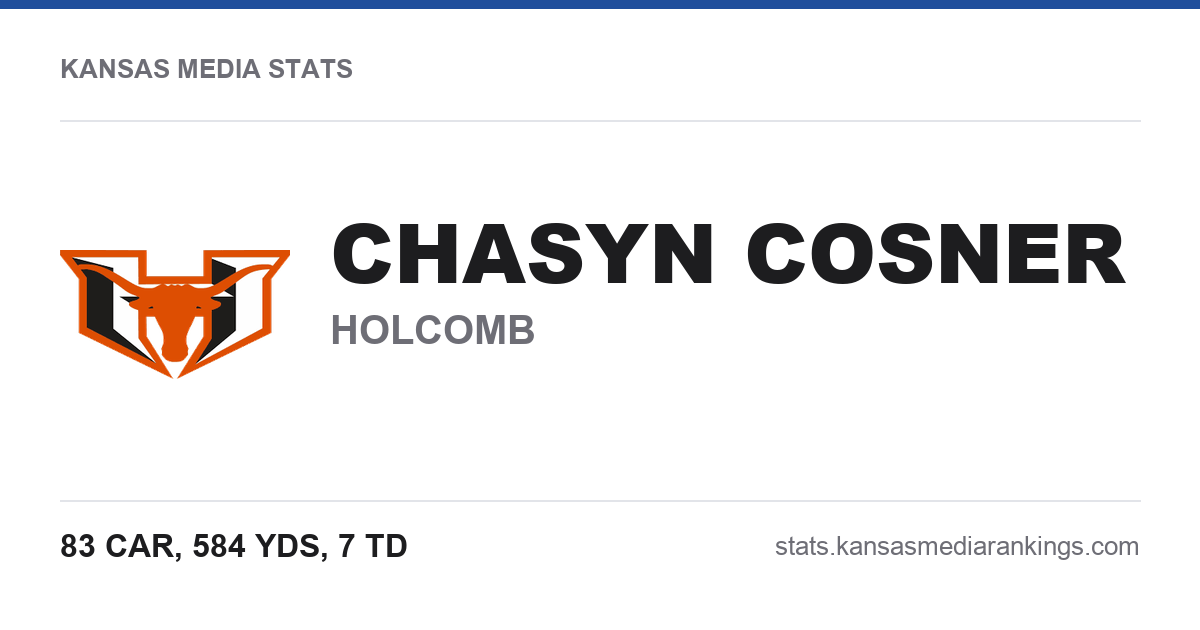 KANSAS MEDIA STATS
CHASYN COSNER
HOLCOMB
83 CAR, 584 YDS, 7 TD
stats.kansasmediarankings.com